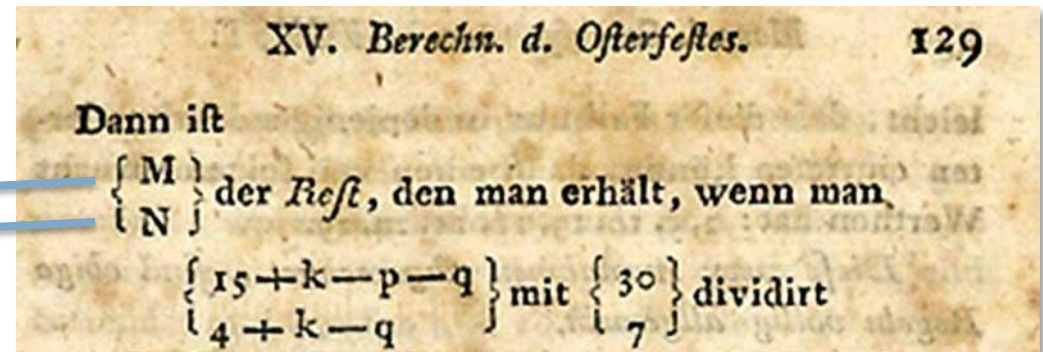 XV. Berechn. d. Oſterfeſtes. 129
Dann iſt
{M} der Reſt, den man erhält, wenn man
{N}
{15+k—p—q} mit {30} dividirt
{4+k—q} {7}